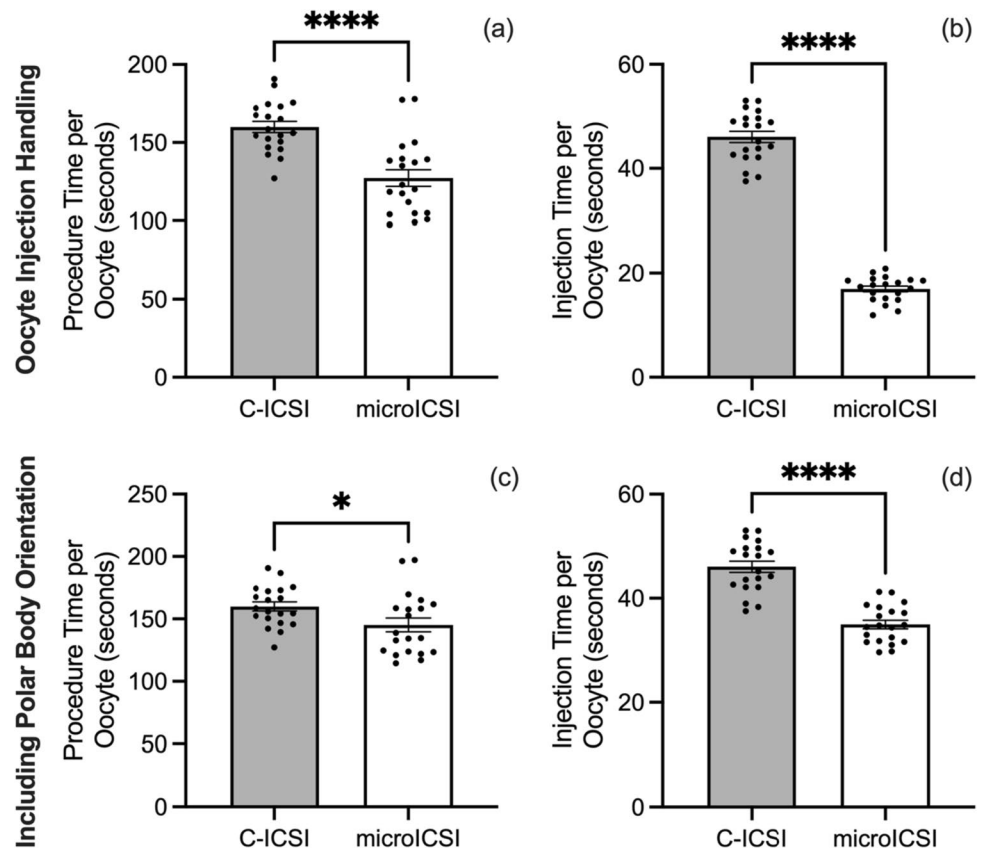 Oocyte Injection Handling
(a)
****
Procedure Time per
Oocyte (seconds)
200
150
100
50
0
C-ICSI microICSI
(b)
****
Injection Time per
Oocyte (seconds)
60
40
20
0
C-ICSI microICSI
Including Polar Body Orientation
(c)
*
Procedure Time per
Oocyte (seconds)
250
200
150
100
50
0
C-ICSI microICSI
(d)
****
Injection Time per
Oocyte (seconds)
60
40
20
0
C-ICSI microICSI